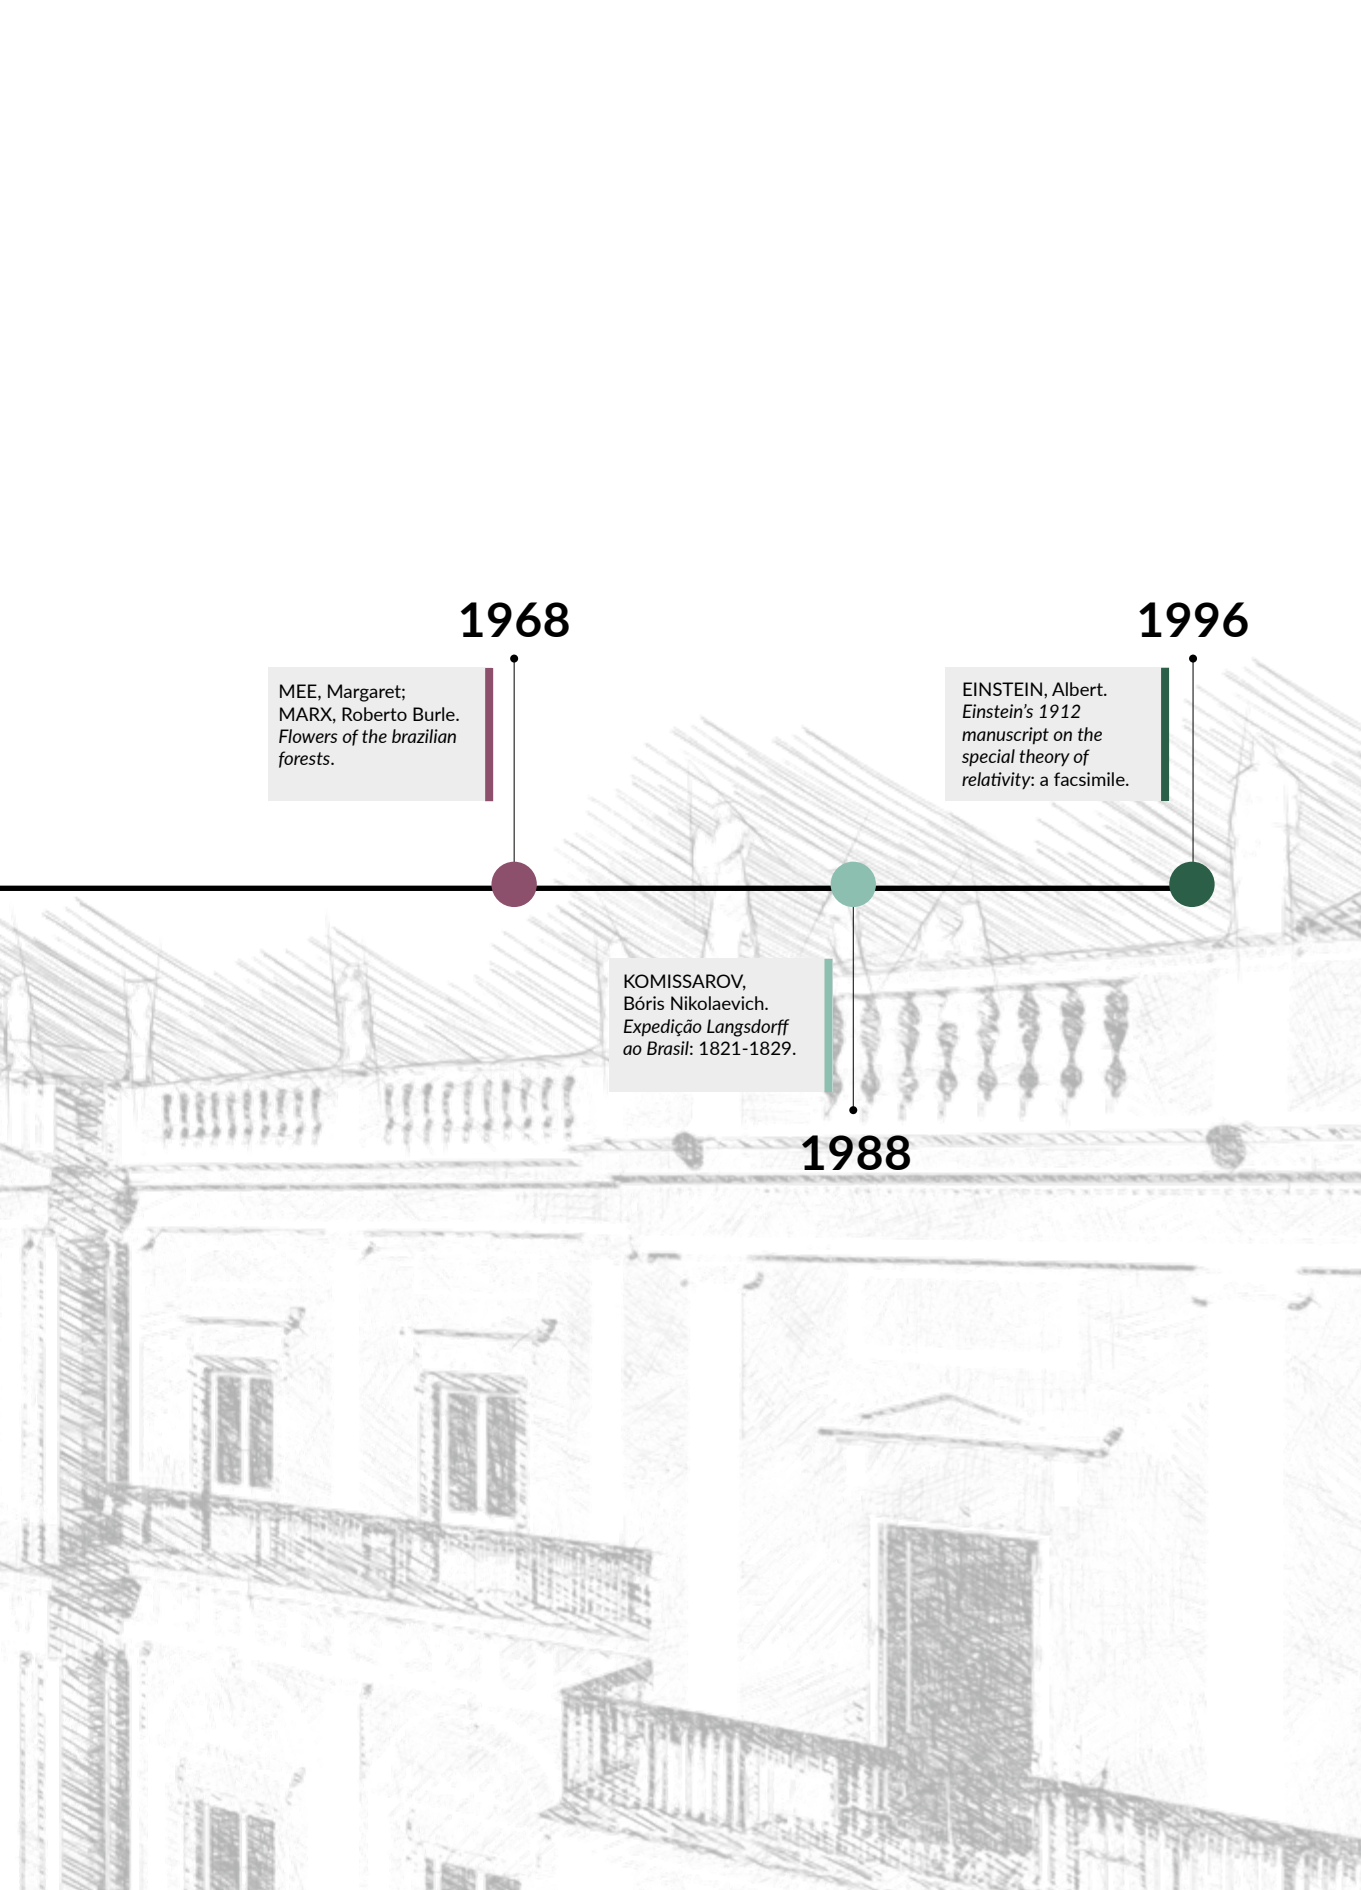 1968
MEE, Margaret;
MARX, Roberto Burle.
Flowers of the brazilian
forests.
1996
EINSTEIN, Albert.
Einstein’s 1912
manuscript on the
special theory of
relativity: a facsimile.
KOMISSAROV,
Bóris Nikolaevich.
Expedição Langsdorff
ao Brasil: 1821-1829.
1988